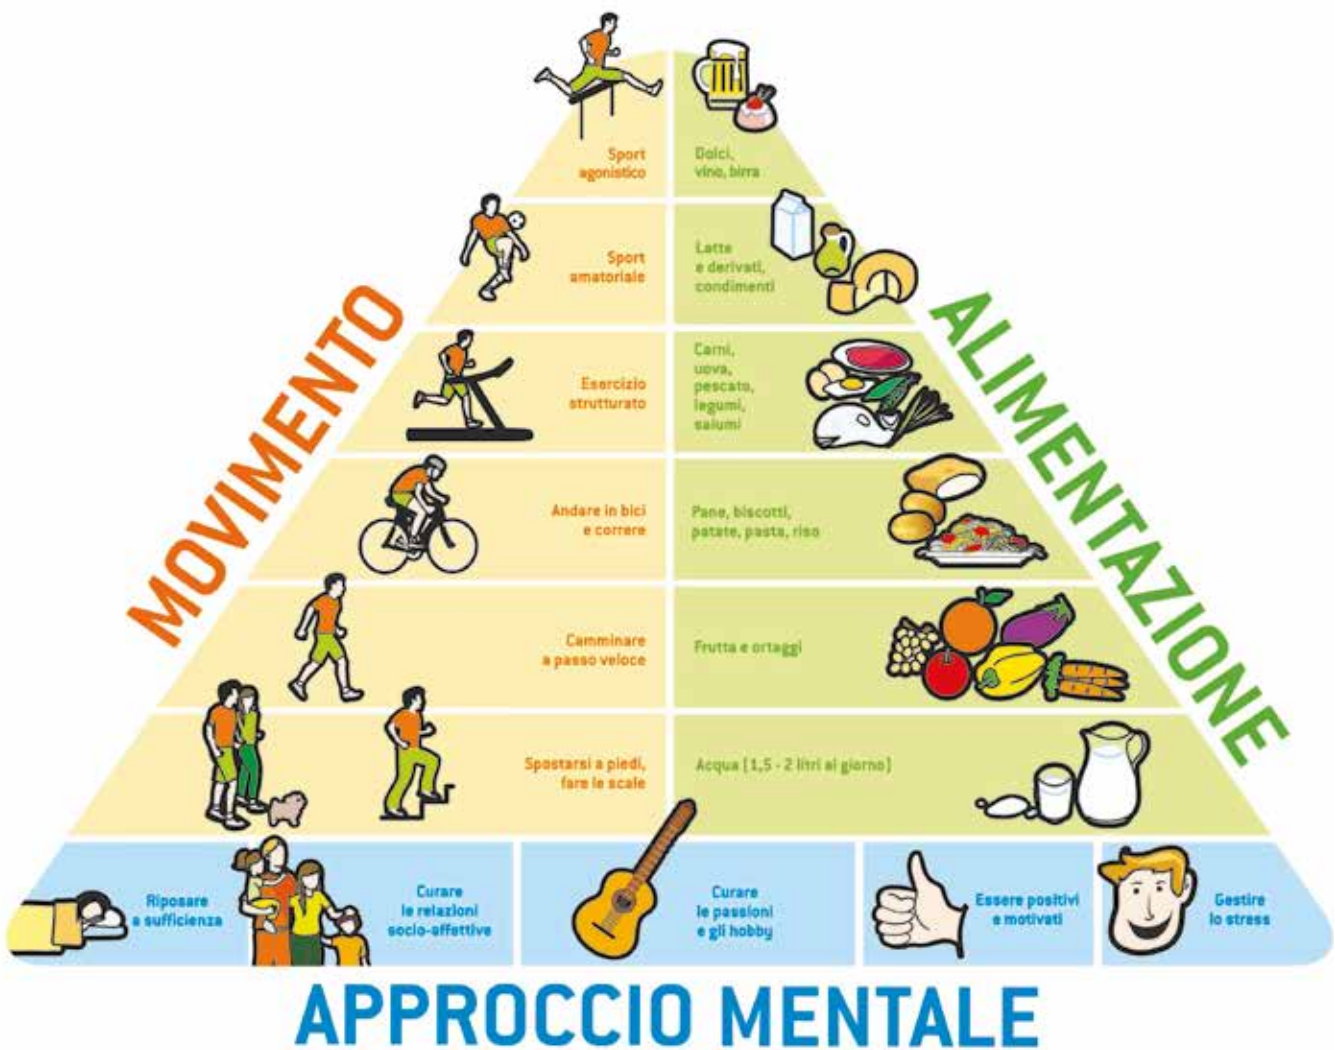 Sport
agonistico
Dolci,
vino, birra
Sport
amatoriale
Latte
e derivati,
condimenti
MOVIMENTO
ALIMENTAZIONE
Esercizio
strutturato
Carni,
uova,
pescato,
legumi,
salumi
Andare in bici
e correre
Pane, biscotti,
patate, pasta, riso
Camminare
a passo veloce
Frutta e ortaggi
Spostarsi a piedi,
fare le scale
Acqua (1,5 - 2 litri al giorno)
Riposare
a sufficienza
Curare
le relazioni
socio-affettive
Curare
le passioni
e gli hobby
Essere positivi
e motivati
Gestire
lo stress
APPROCCIO MENTALE